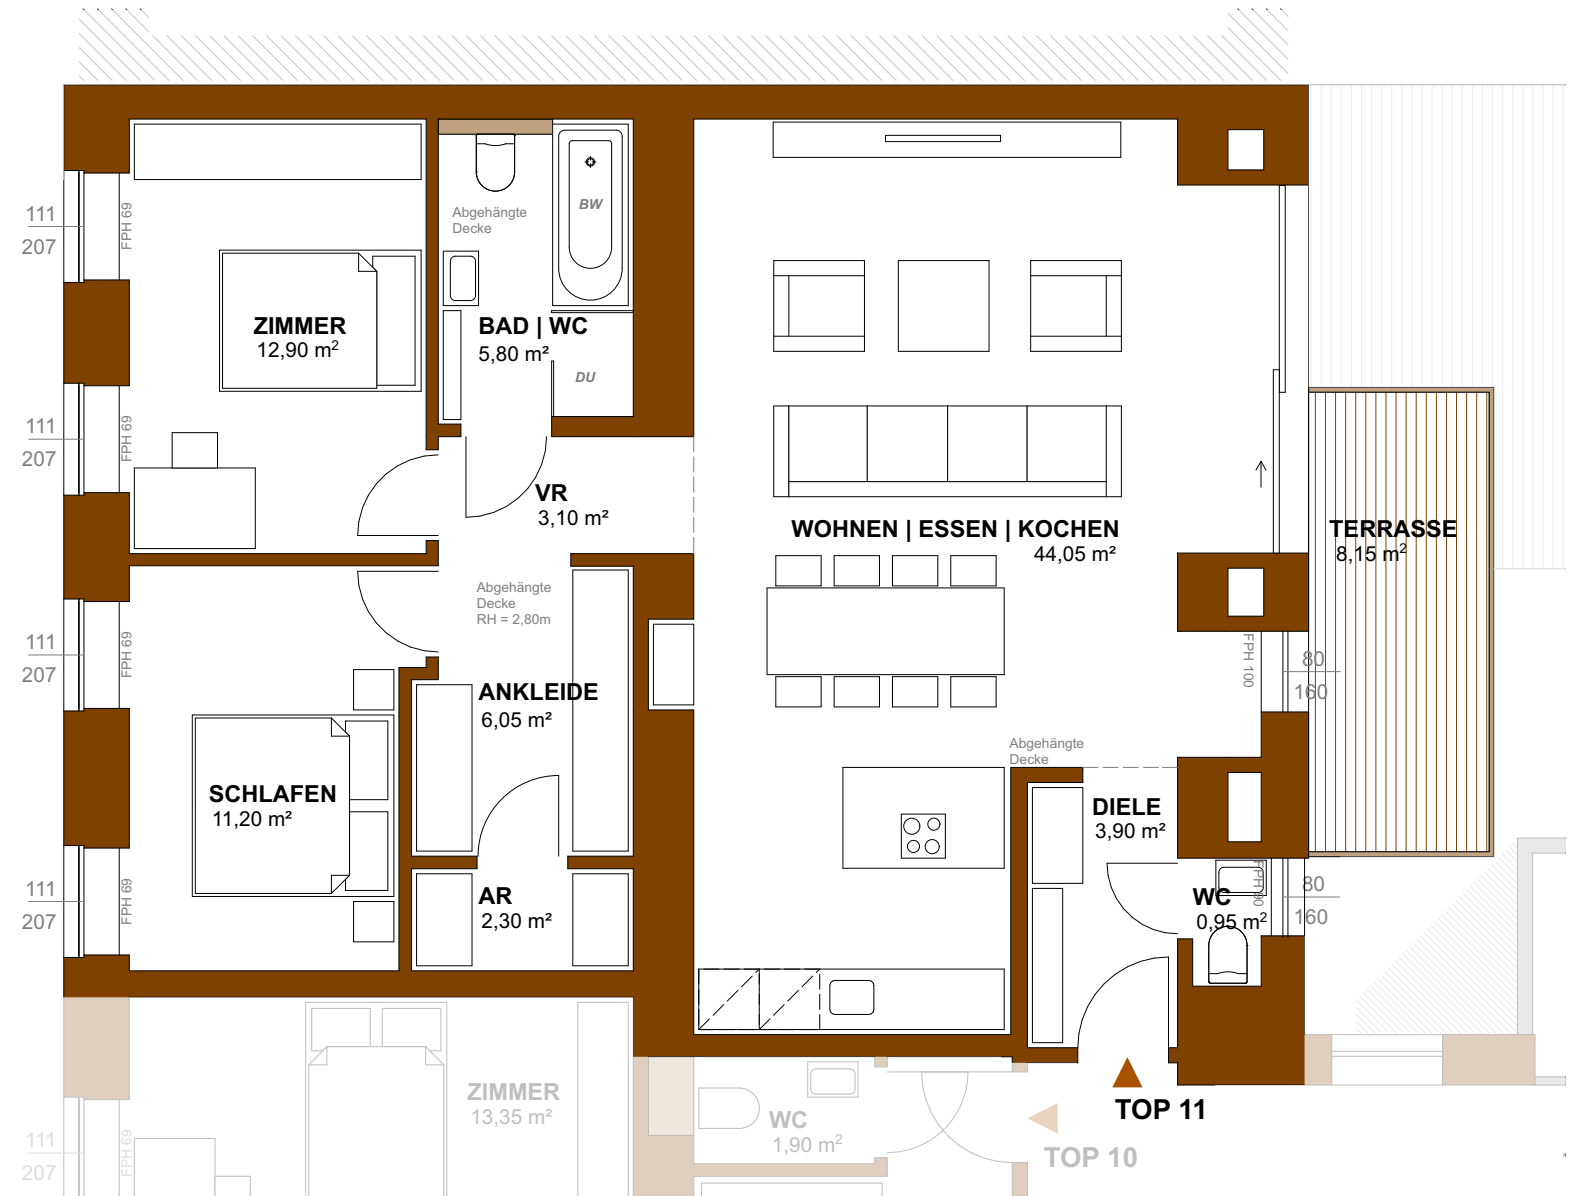 111
207
FPH 69
ZIMMER
12,90 m²
Abgehängte
Decke
BW
BAD | WC
5,80 m²
DU
111
207
FPH 69
VR
3,10 m²
WOHNEN | ESSEN | KOCHEN
44,05 m²
TERRASSE
8,15 m²
Abgehängte
Decke
RH = 2,80m
111
207
FPH 69
FPH 100
80
160
ANKLEIDE
6,05 m²
Abgehängte
Decke
SCHLAFEN
11,20 m²
DIELE
3,90 m²
111
207
FPH 69
AR
2,30 m²
WC
0,95 m²
FPH 90
80
160
ZIMMER
13,35 m²
TOP 11
WC
1,90 m²
TOP 10
111
207
FPH 69